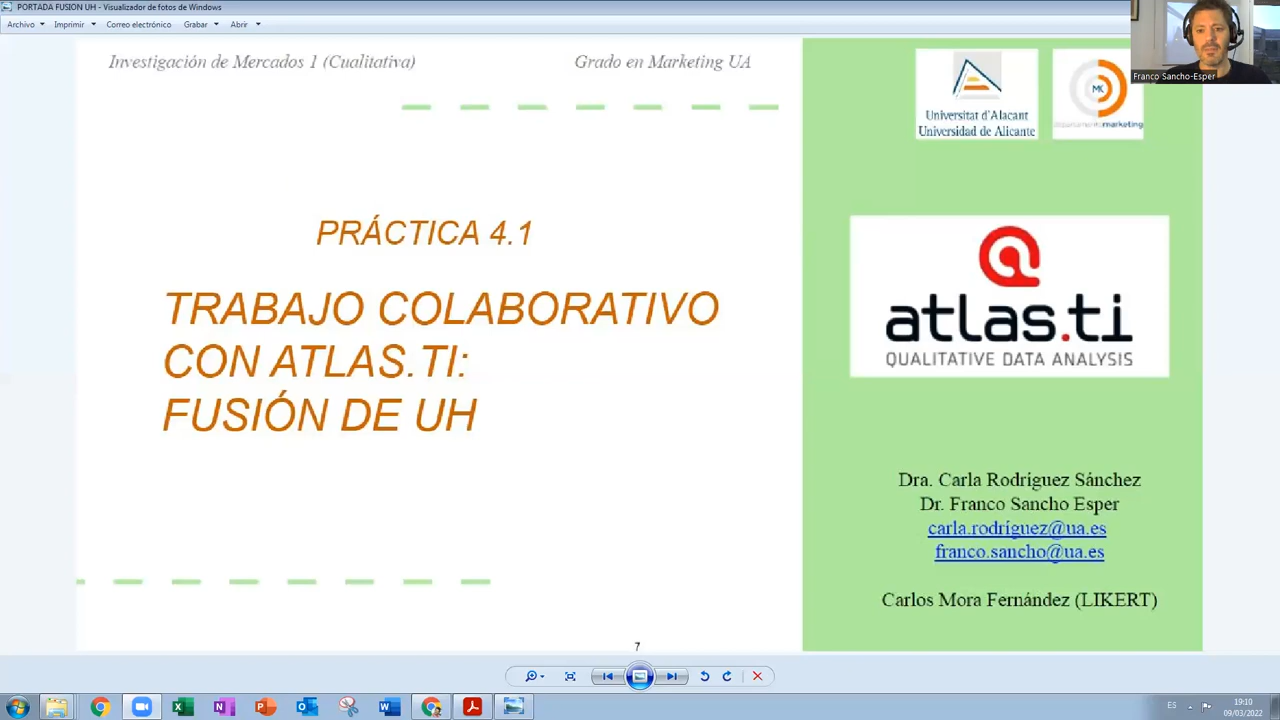 PORTADA FUSION UH - Visualizador de fotos de Windows
Archivo Imprimir Correo electrónico Grabar Abrir
Investigación de Mercados 1 (Cualitativa) Grado en Marketing UA
Universitat d'Alacant
Universidad de Alicante
MK
departamentomarketing
Franco Sancho-Esper
PRÁCTICA 4.1
TRABAJO COLABORATIVO
CON ATLAS.TI:
FUSIÓN DE UH
atlas.ti
QUALITATIVE DATA ANALYSIS
Dra. Carla Rodríguez Sánchez
Dr. Franco Sancho Esper
carla.rodríguez@ua.es
franco.sancho@ua.es
Carlos Mora Fernández (LIKERT)
7
ES
19:10
09/03/2022